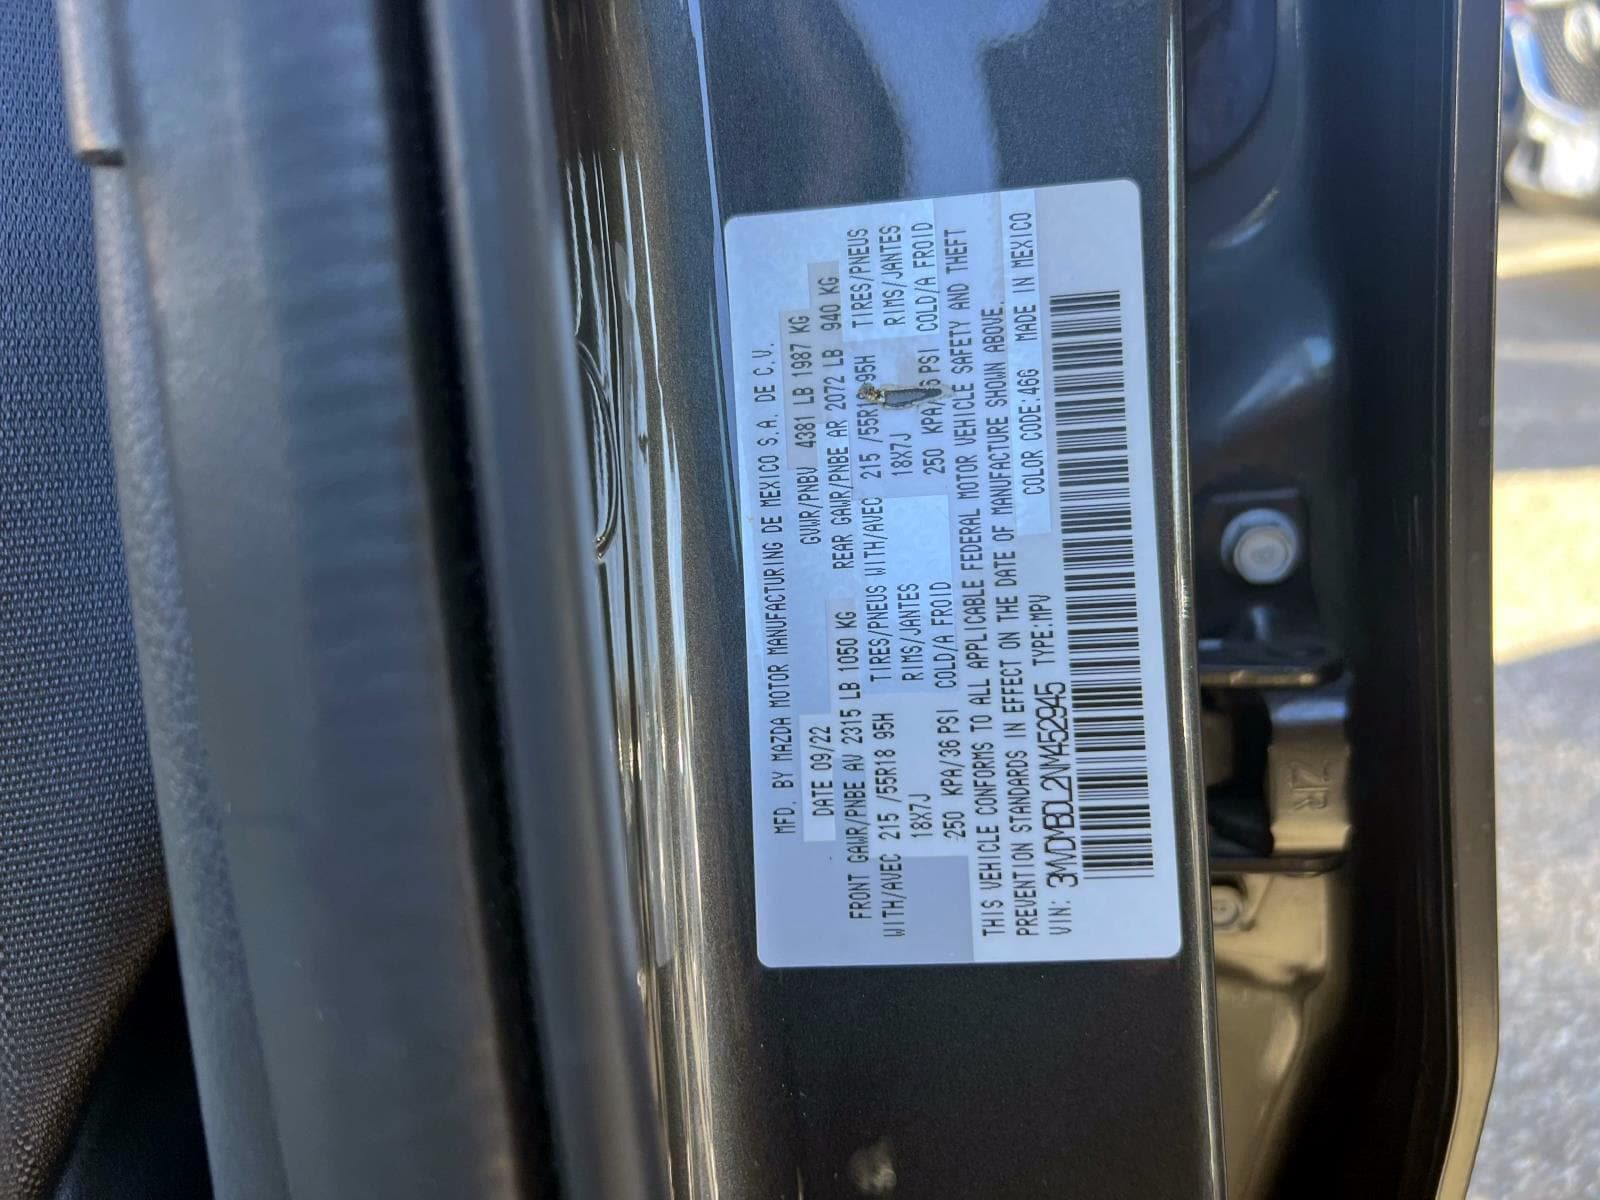 MFD. BY MAZDA MOTOR MANUFACTURING DE MEXICO S.A. DE C.V.
DATE 09/22 GVWR/PNBV 4381 LB 1987 KG
FRONT GAWR/PNBE AV 2315 LB 1050 KG REAR GAWR/PNBE AR 2072 LB 940 KG
WITH/AVEC 215 /55R18 95H TIRES/PNEUS WITH/AVEC 215 /55R1 95H TIRES/PNEUS
18X7J RIMS/JANTES 18X7J RIMS/JANTES
250 KPA/36 PSI COLD/A FROID 250 KPA/ 6 PSI COLD/A FROID
THIS VEHICLE CONFORMS TO ALL APPLICABLE FEDERAL MOTOR VEHICLE SAFETY AND THEFT
PREVENTION STANDARDS IN EFFECT ON THE DATE OF MANUFACTURE SHOWN ABOVE.
VIN: 3MVDMBDL2NM452945 TYPE:MPV COLOR CODE:46G MADE IN MEXICO